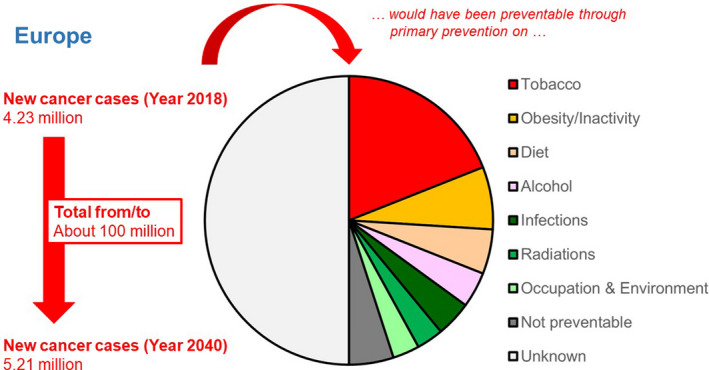 Europe
… would have been preventable through
primary prevention on …
New cancer cases (Year 2018)
4.23 million
Total from/to
About 100 million
New cancer cases (Year 2040)
5.21 million
Tobacco
Obesity/Inactivity
Diet
Alcohol
Infections
Radiations
Occupation & Environment
Not preventable
Unknown